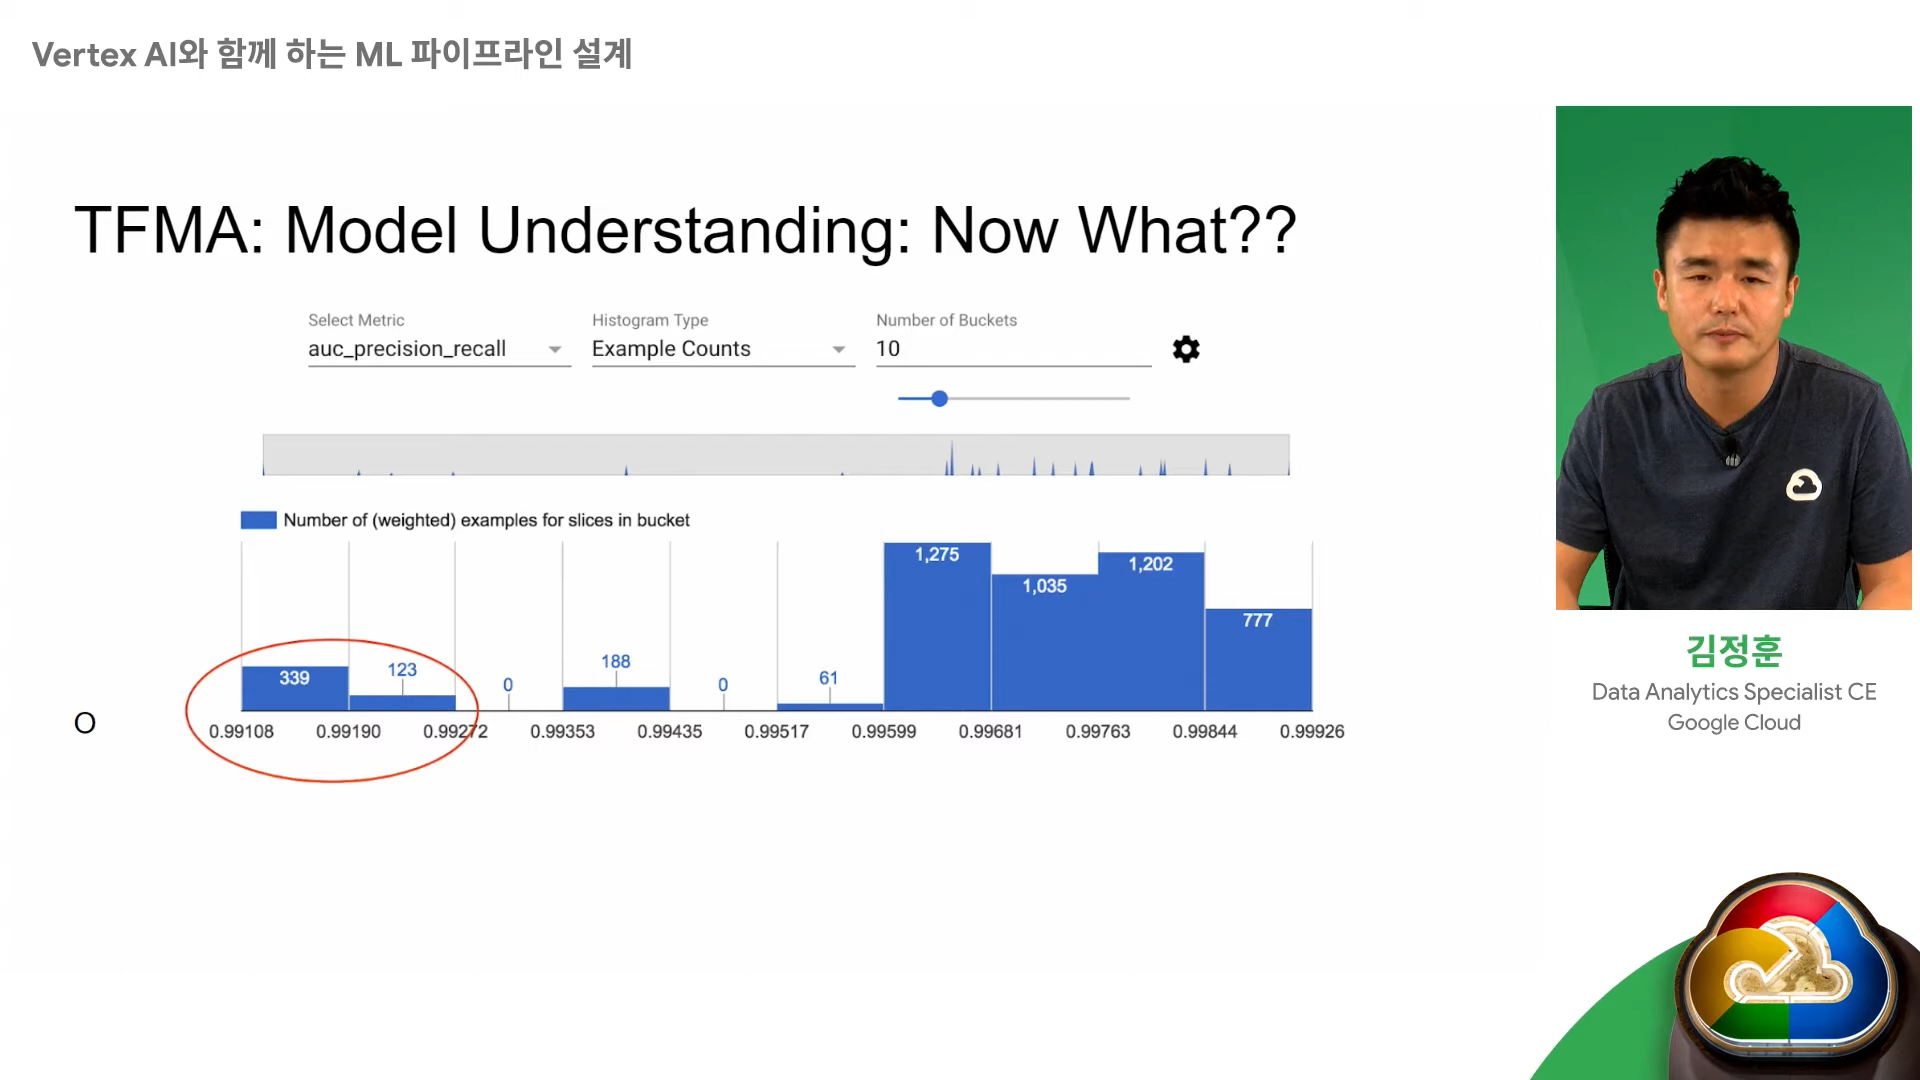 Vertex AI와 함께 하는 ML 파이프라인 설계
TFMA: Model Understanding: Now What??
Select Metric
auc_precision_recall
Histogram Type
Example Counts
Number of Buckets
10
Number of (weighted) examples for slices in bucket
339
123
0
188
0
61
1,275
1,035
1,202
777
O
0.99108 0.99190 0.99272 0.99353 0.99435 0.99517 0.99599 0.99681 0.99763 0.99844 0.99926
김정훈
Data Analytics Specialist CE
Google Cloud